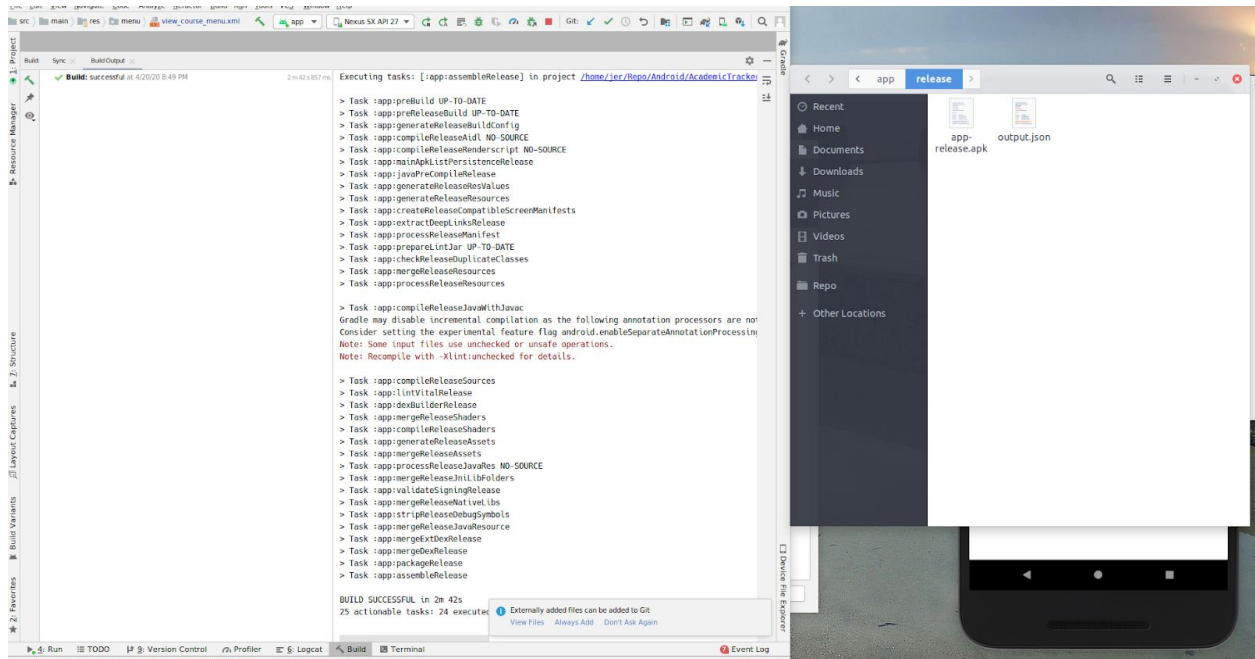 src main res menu view_course_menu.xml app Nexus 5X API 27 Git:
Build Sync Build Output
Build: successful at 4/20/20 8:49 PM 2 m 42 s 857 ms
Executing tasks: [:app:assembleRelease] in project /home/jer/Repo/Android/AcademicTracke
> Task :app:preBuild UP-TO-DATE
> Task :app:preReleaseBuild UP-TO-DATE
> Task :app:generateReleaseBuildConfig
> Task :app:compileReleaseAidl NO-SOURCE
> Task :app:compileReleaseRenderscript NO-SOURCE
> Task :app:mainApkListPersistenceRelease
> Task :app:javaPreCompileRelease
> Task :app:generateReleaseResValues
> Task :app:generateReleaseResources
> Task :app:createReleaseCompatibleScreenManifests
> Task :app:extractDeepLinksRelease
> Task :app:processReleaseManifest
> Task :app:prepareLintJar UP-TO-DATE
> Task :app:checkReleaseDuplicateClasses
> Task :app:mergeReleaseResources
> Task :app:processReleaseResources
> Task :app:compileReleaseJavaWithJavac
Gradle may disable incremental compilation as the following annotation processors are not
Consider setting the experimental feature flag android.enableSeparateAnnotationProcessing
Note: Some input files use unchecked or unsafe operations.
Note: Recompile with -Xlint:unchecked for details.
> Task :app:compileReleaseSources
> Task :app:lintVitalRelease
> Task :app:dexBuilderRelease
> Task :app:mergeReleaseShaders
> Task :app:compileReleaseShaders
> Task :app:generateReleaseAssets
> Task :app:mergeReleaseAssets
> Task :app:processReleaseJavaRes NO-SOURCE
> Task :app:mergeReleaseJniLibFolders
> Task :app:validateSigningRelease
> Task :app:mergeReleaseNativeLibs
> Task :app:stripReleaseDebugSymbols
> Task :app:mergeReleaseJavaResource
> Task :app:mergeExtDexRelease
> Task :app:mergeDexRelease
> Task :app:packageRelease
> Task :app:assembleRelease
BUILD SUCCESSFUL in 2m 42s
25 actionable tasks: 24 executed
Externally added files can be added to Git
View Files Always Add Don't Ask Again
1: Project
Resource Manager
7: Structure
Layout Captures
Build Variants
2: Favorites
Gradle
Device File Explorer
4: Run TODO 9: Version Control Profiler 6: Logcat Build Terminal 2 Event Log
app release
Recent
Home
Documents
Downloads
Music
Pictures
Videos
Trash
Repo
+ Other Locations
app-
release.apk
output.json